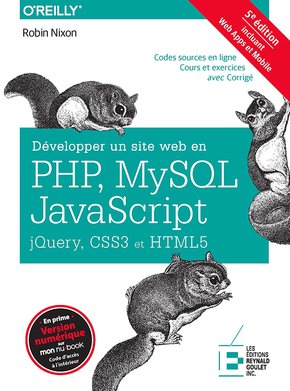 O'REILLY®
Robin Nixon
5e édition
incluant
Web Apps et Mobile
Codes sources en ligne
Cours et exercices
avec Corrigé
Développer un site web en
PHP, MySQL
JavaScript
jQuery, CSS3 et HTML5
En prime
Version
numérique
sur
mon nu-book
Code d'accès
à l'intérieur
LES
ÉDITIONS
REYNALD
GOULET
INC.